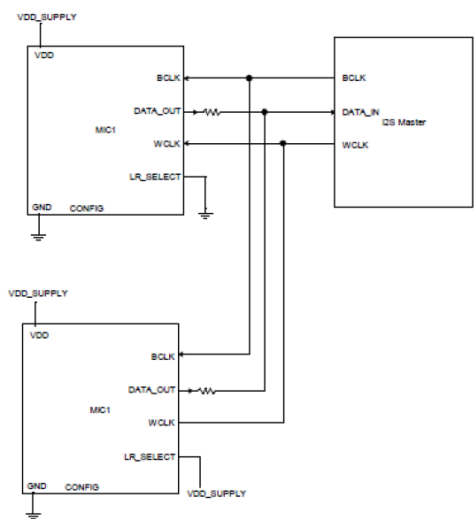 VDD_SUPPLY
VDD
BCLK
DATA_OUT
MIC1
WCLK
LR_SELECT
GND
CONFIG
BCLK
DATA_IN
I2S Master
WCLK
VDD_SUPPLY
VDD
BCLK
DATA_OUT
MIC1
WCLK
LR_SELECT
GND
CONFIG
VDD_SUPPLY